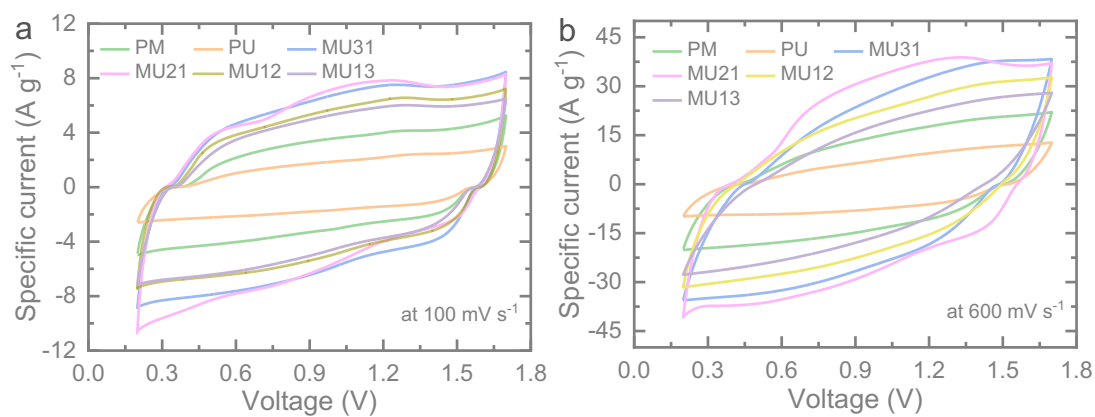 a
12
8
4
0
-4
-8
-12
Specific current (A g⁻¹)
PM PU MU31
MU21 MU12 MU13
at 100 mV s⁻¹
0.0 0.3 0.6 0.9 1.2 1.5 1.8
Voltage (V)
b
45
30
15
0
-15
-30
-45
Specific current (A g⁻¹)
PM PU MU31
MU21 MU12
MU13
at 600 mV s⁻¹
0.0 0.3 0.6 0.9 1.2 1.5 1.8
Voltage (V)